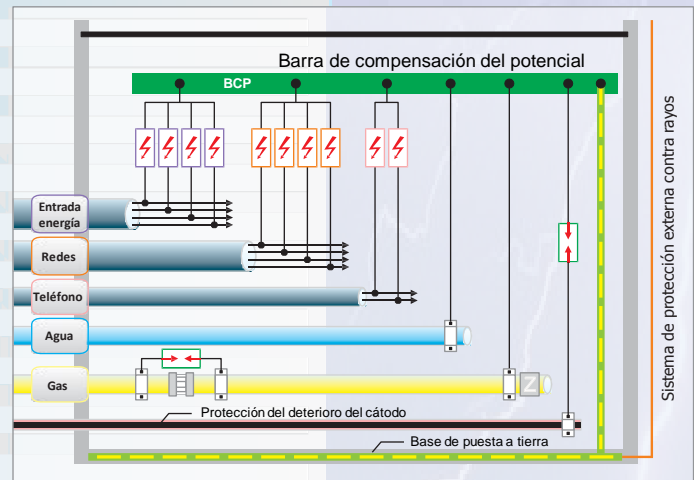 Barra de compensación del potencial
BCP
Entrada
energía
Redes
Teléfono
Agua
Gas
Z
Protección del deterioro del cátodo
Base de puesta a tierra
Sistema de protección externa contra rayos